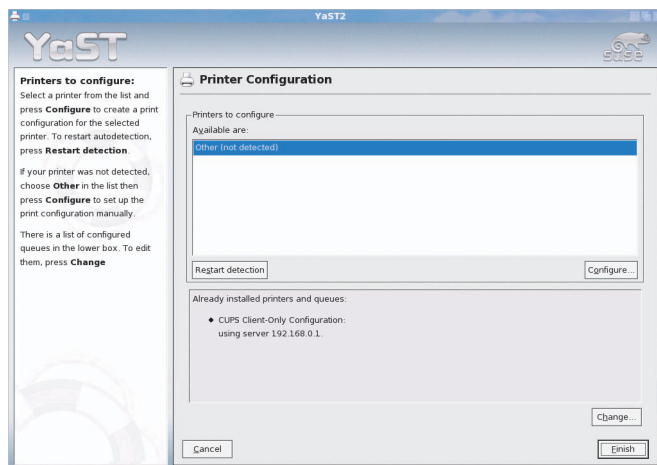 YaST2
YaST
SUSE
Printers to configure:
Select a printer from the list and
press Configure to create a print
configuration for the selected
printer. To restart autodetection,
press Restart detection.
If your printer was not detected,
choose Other in the list then
press Configure to set up the
print configuration manually.
There is a list of configured
queues in the lower box. To edit
them, press Change
Printer Configuration
Printers to configure
Available are:
Other (not detected)
Restart detection
Configure...
Already installed printers and queues:
◆ CUPS Client-Only Configuration:
using server 192.168.0.1.
Change...
Cancel
Finish